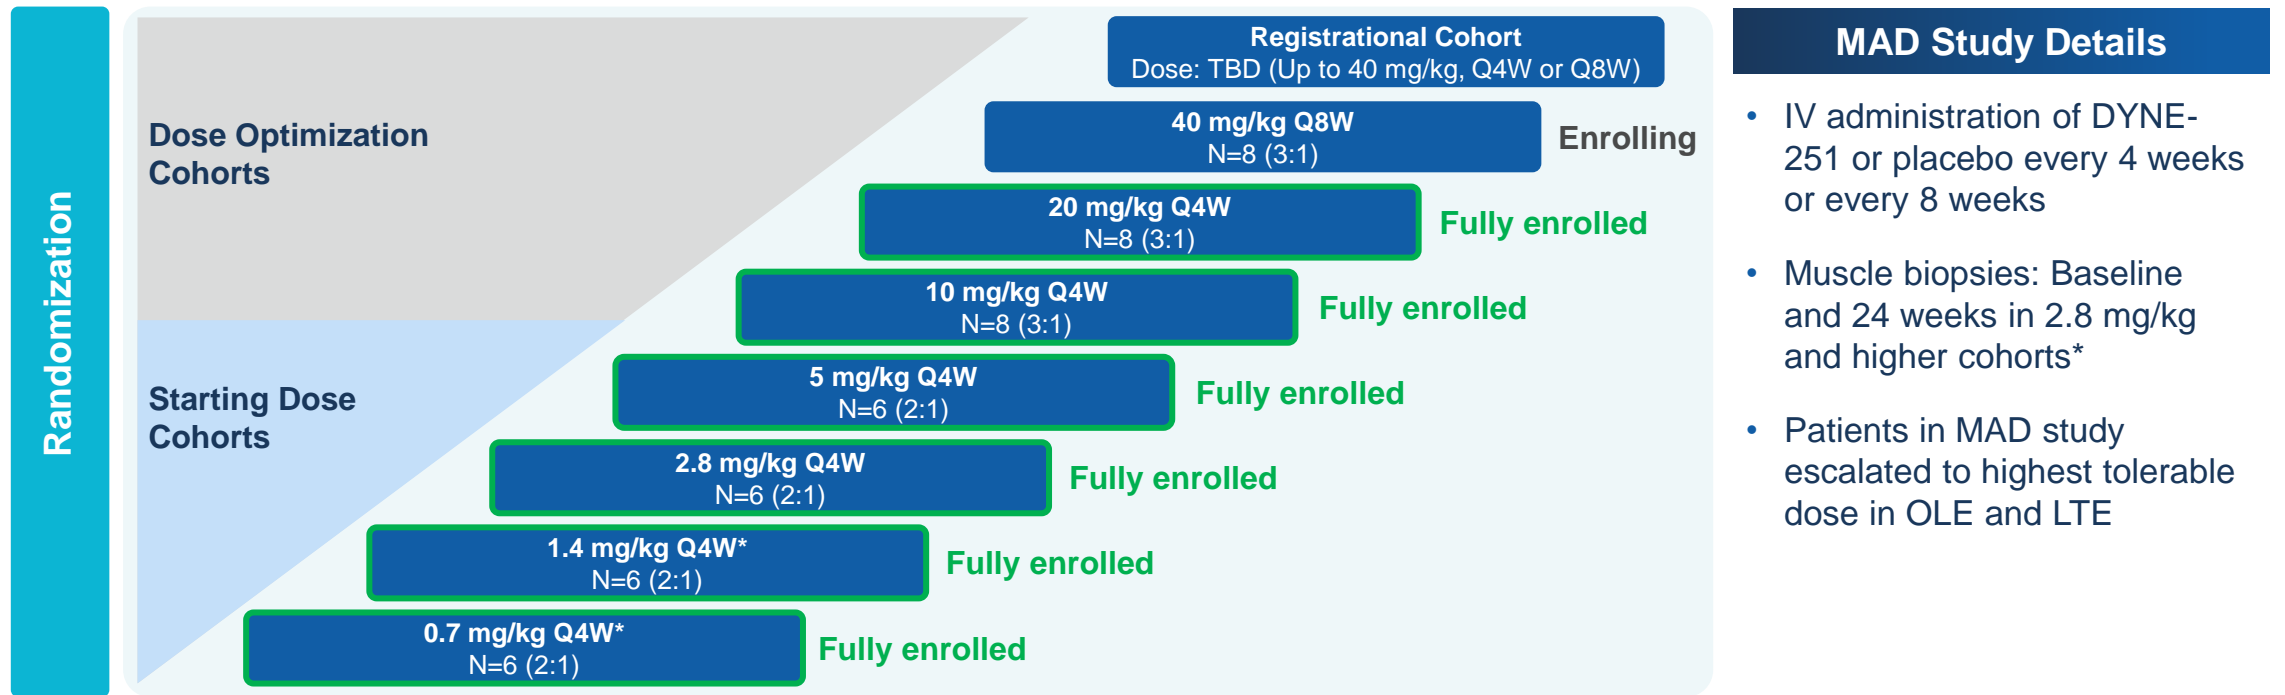 Randomization
Dose Optimization
Cohorts
Starting Dose
Cohorts
Registrational Cohort
Dose: TBD (Up to 40 mg/kg, Q4W or Q8W)
40 mg/kg Q8W
N=8 (3:1)
Enrolling
20 mg/kg Q4W
N=8 (3:1)
Fully enrolled
10 mg/kg Q4W
N=8 (3:1)
Fully enrolled
5 mg/kg Q4W
N=6 (2:1)
Fully enrolled
2.8 mg/kg Q4W
N=6 (2:1)
Fully enrolled
1.4 mg/kg Q4W*
N=6 (2:1)
Fully enrolled
0.7 mg/kg Q4W*
N=6 (2:1)
Fully enrolled
MAD Study Details
• IV administration of DYNE-
251 or placebo every 4 weeks
or every 8 weeks
• Muscle biopsies: Baseline
and 24 weeks in 2.8 mg/kg
and higher cohorts*
• Patients in MAD study
escalated to highest tolerable
dose in OLE and LTE